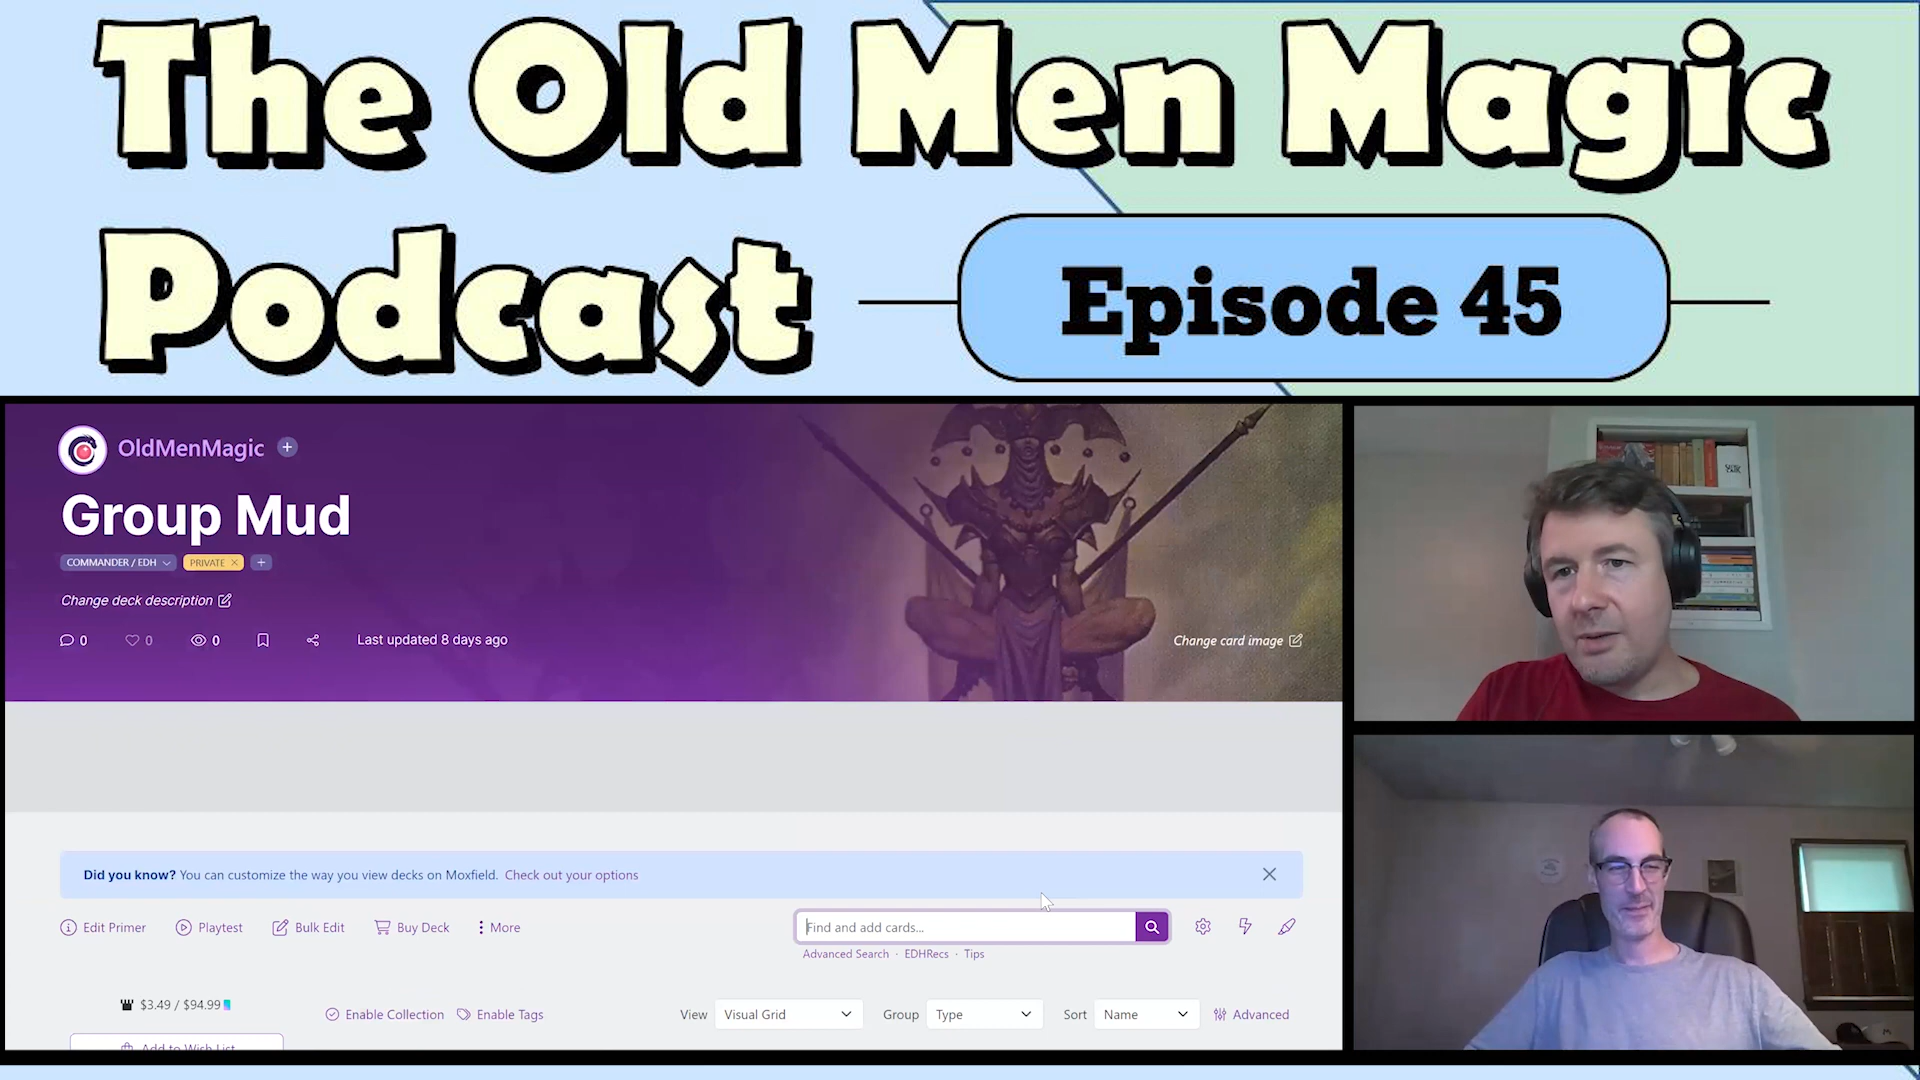 The Old Men Magic
Podcast
Episode 45
OldMenMagic
Group Mud
COMMANDER / EDH
PRIVATE
Change deck description
0
0
0
Last updated 8 days ago
Change card image
Did you know? You can customize the way you view decks on Moxfield. Check out your options
Edit Primer
Playtest
Bulk Edit
Buy Deck
More
Find and add cards...
Advanced Search · EDHRecs · Tips
$3.49 / $94.99
Enable Collection
Enable Tags
View
Visual Grid
Group
Type
Sort
Name
Advanced
Add to Wish List